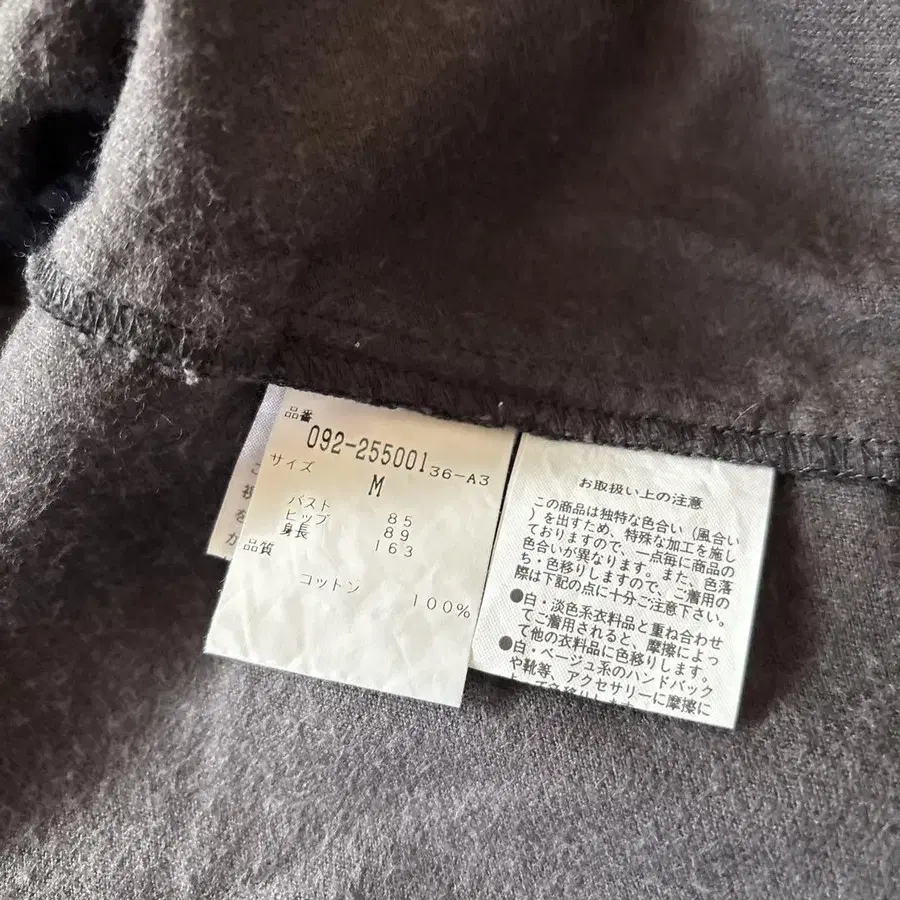 品番
092-255001 36-A3
サイズ
M
バスト 85
ヒップ 89
身長 163
品質
コットン 100%
お取扱い上の注意
この商品は独特な色合い(風合い
)を出すため、特殊な加工を施し
ておりますので、一点毎に商品の
色合いが異なります。また、色落
ち・色移りしますので、ご着用の
際は下記の点に十分ご注意下さい。
●白・淡色系衣料品と重ね合わせ
てご着用されると、摩擦によっ
て他の衣料品に色移りします。
●白・ベージュ系のハンドバック
や靴等、アクセサリーに摩擦に